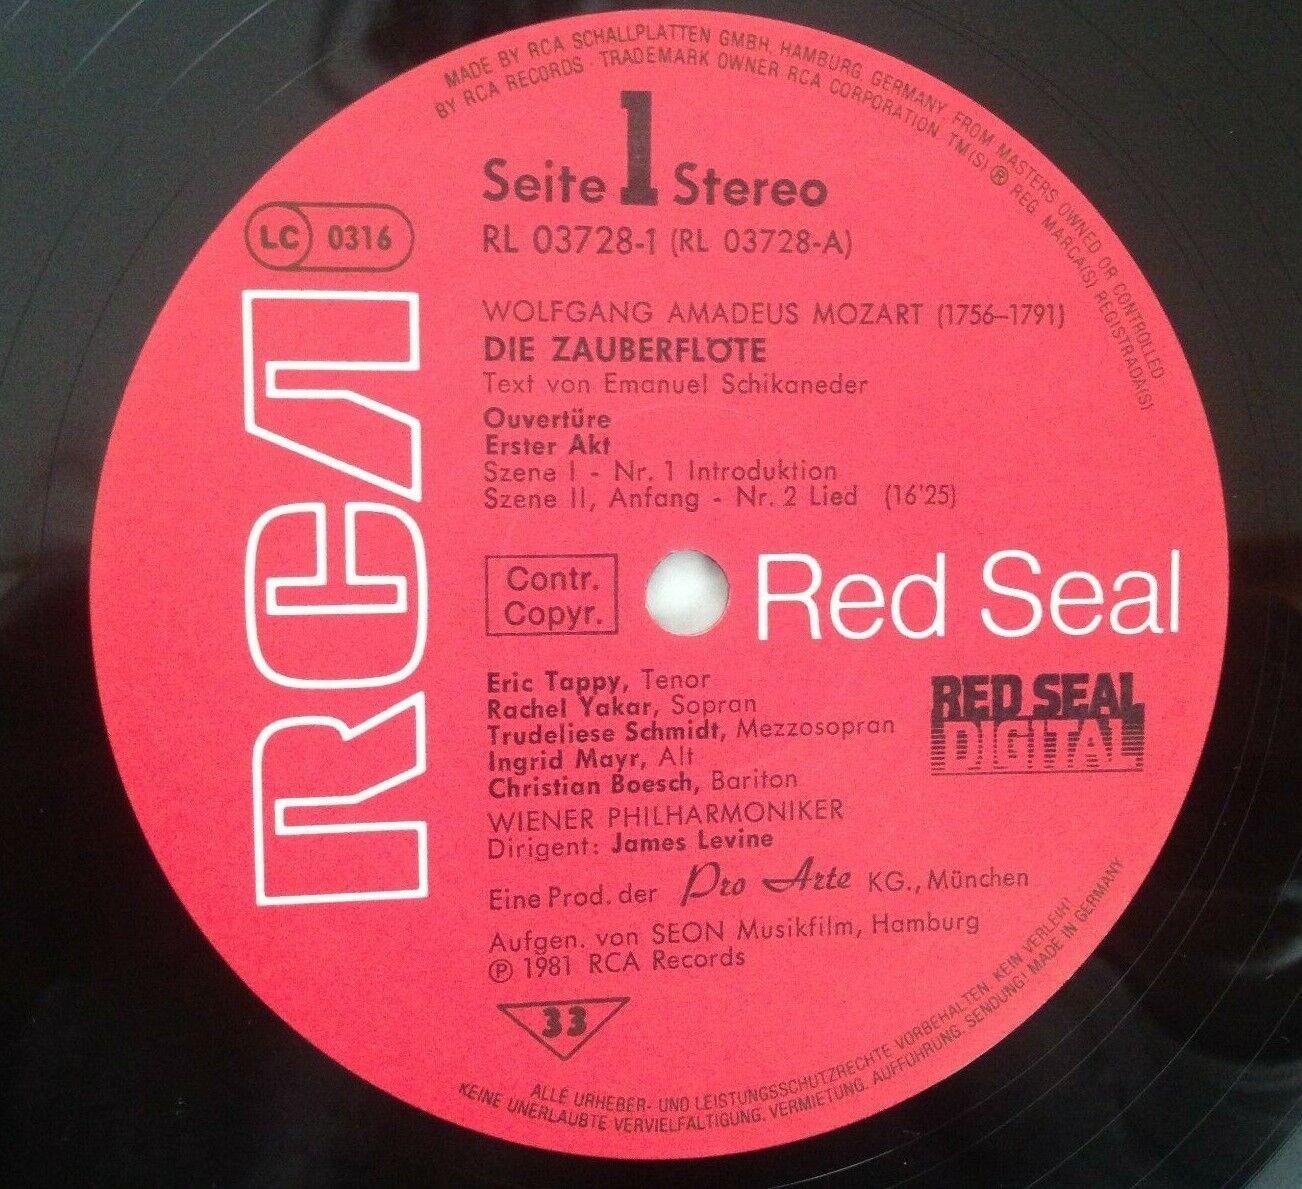 MADE BY RCA SCHALLPLATTEN GMBH, HAMBURG, GERMANY FROM MASTERS OWNED OR CONTROLLED
BY RCA RECORDS · TRADEMARK OWNER RCA CORPORATION TM(S) ® REG. MARCA(S) REGISTRADA(S)
Seite 1 Stereo
RL 03728-1 (RL 03728-A)
LC 0316
RCA
WOLFGANG AMADEUS MOZART (1756–1791)
DIE ZAUBERFLÖTE
Text von Emanuel Schikaneder
Ouvertüre
Erster Akt
Szene I - Nr. 1 Introduktion
Szene II, Anfang - Nr. 2 Lied (16'25)
Contr.
Copyr.
Red Seal
Eric Tappy, Tenor
Rachel Yakar, Sopran
Trudeliese Schmidt, Mezzosopran
Ingrid Mayr, Alt
Christian Boesch, Bariton
RED SEAL
DIGITAL
WIENER PHILHARMONIKER
Dirigent: James Levine
Eine Prod. der Pro Arte KG., München
Aufgen. von SEON Musikfilm, Hamburg
℗ 1981 RCA Records
33
ALLE URHEBER- UND LEISTUNGSSCHUTZRECHTE VORBEHALTEN. KEIN VERLEIH!
KEINE UNERLAUBTE VERVIELFALTIGUNG, VERMIETUNG, AUFFÜHRUNG, SENDUNG! MADE IN GERMANY